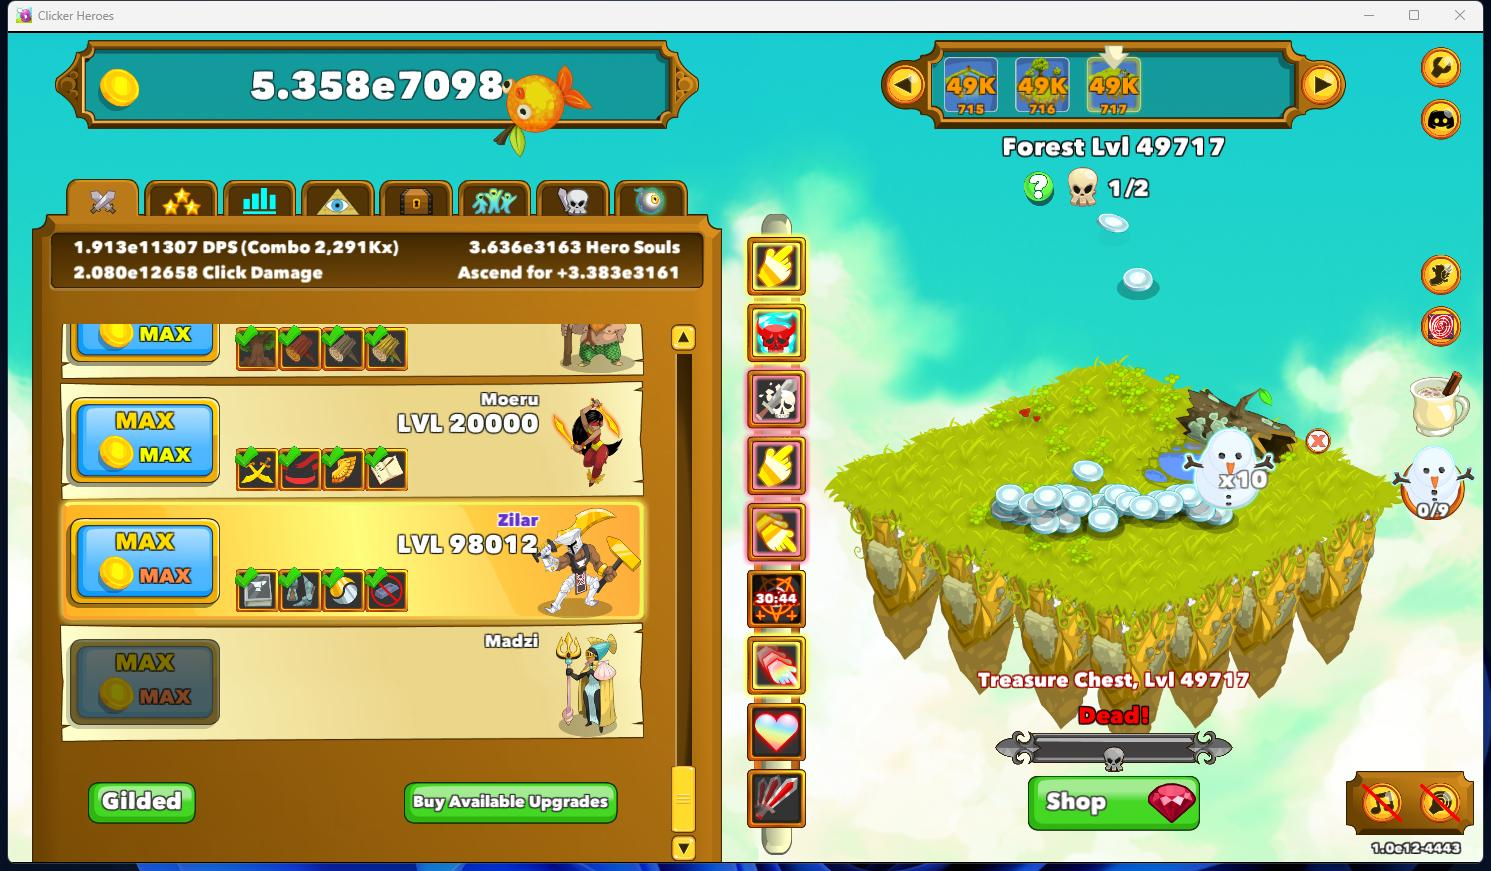 Clicker Heroes
5.358e7098
49K
715
49K
716
49K
717
Forest Lvl 49717
1/2
1.913e11307 DPS (Combo 2,291Kx)
3.636e3163 Hero Souls
2.080e12658 Click Damage
Ascend for +3.383e3161
MAX
Moeru
LVL 20000
MAX
MAX
Zilar
LVL 98012
MAX
MAX
Madzi
MAX
MAX
Gilded
Buy Available Upgrades
30:44
x10
0/9
Treasure Chest, Lvl 49717
Dead!
Shop
1.0e12-4443